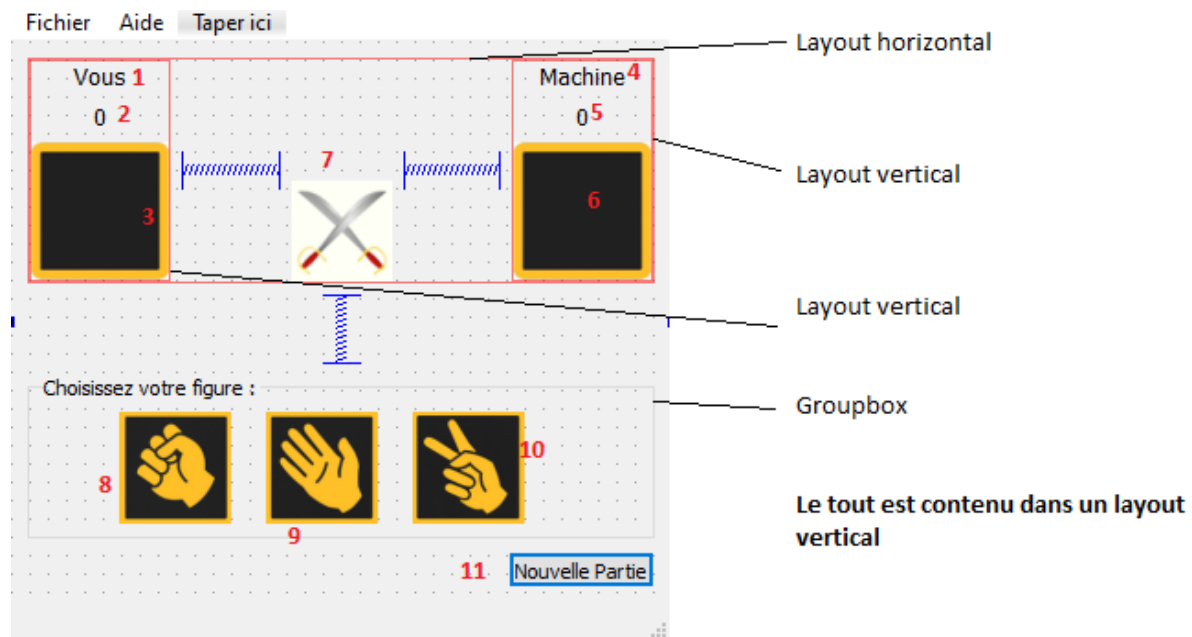 Fichier Aide Taper ici
Layout horizontal
Vous 1
Machine 4
0 2
0 5
7
Layout vertical
3
6
Layout vertical
Choisissez votre figure :
Groupbox
10
8
9
Le tout est contenu dans un layout
vertical
11 Nouvelle Partie